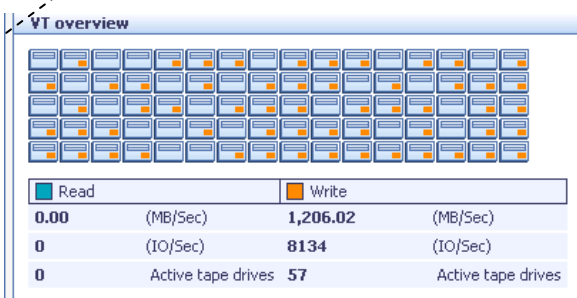 VT overview
Read Write
0.00 (MB/Sec) 1,206.02 (MB/Sec)
0 (IO/Sec) 8134 (IO/Sec)
0 Active tape drives 57 Active tape drives